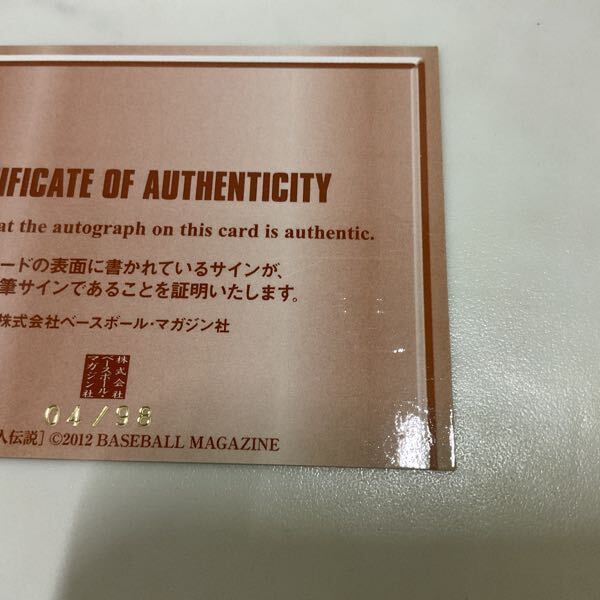 IFICATE OF AUTHENTICITY
at the autograph on this card is authentic.
ードの表面に書かれているサインが、
筆サインであることを証明いたします。
株式会社ベースボール・マガジン社
株式会社
ベースボール・
マガジン社
04/98
人伝説] ©2012 BASEBALL MAGAZINE